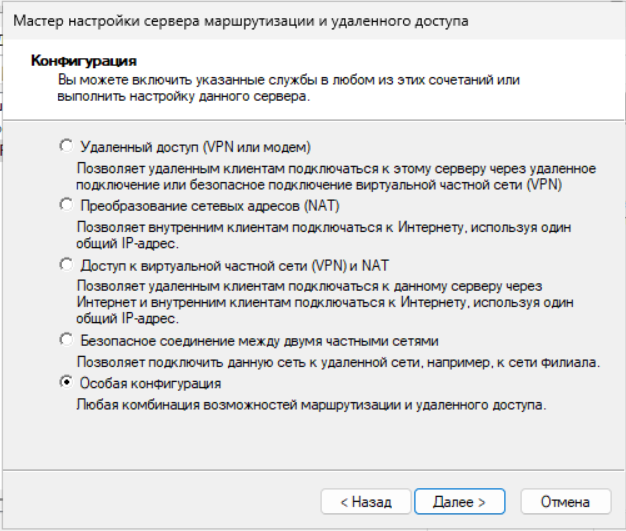 Мастер настройки сервера маршрутизации и удаленного доступа
Конфигурация
Вы можете включить указанные службы в любом из этих сочетаний или
выполнить настройку данного сервера.
Удаленный доступ (VPN или модем)
Позволяет удаленным клиентам подключаться к этому серверу через удаленное
подключение или безопасное подключение виртуальной частной сети (VPN)
Преобразование сетевых адресов (NAT)
Позволяет внутренним клиентам подключаться к Интернету, используя один
общий IP-адрес.
Доступ к виртуальной частной сети (VPN) и NAT
Позволяет удаленным клиентам подключаться к данному серверу через
Интернет и внутренним клиентам подключаться к Интернету, используя один
общий IP-адрес.
Безопасное соединение между двумя частными сетями
Позволяет подключить данную сеть к удаленной сети, например, к сети филиала.
Особая конфигурация
Любая комбинация возможностей маршрутизации и удаленного доступа.
< Назад
Далее >
Отмена